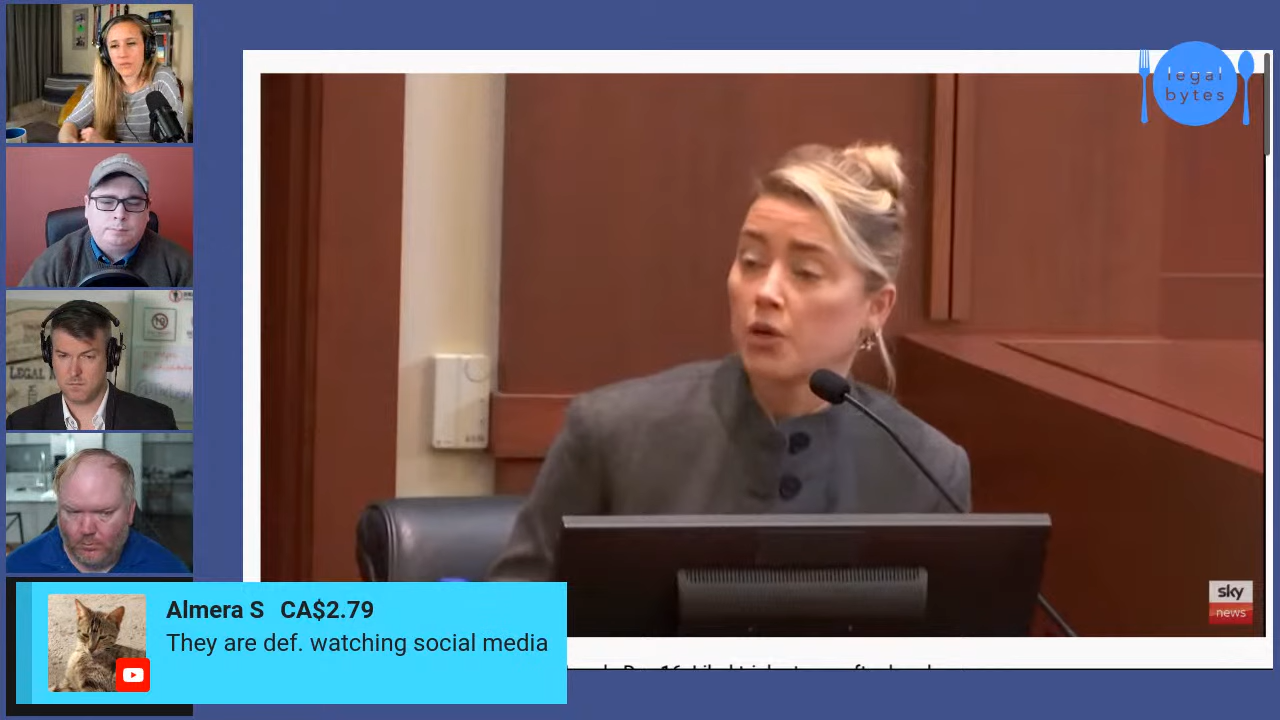 legal
bytes
sky
news
Almera S CA$2.79
They are def. watching social media